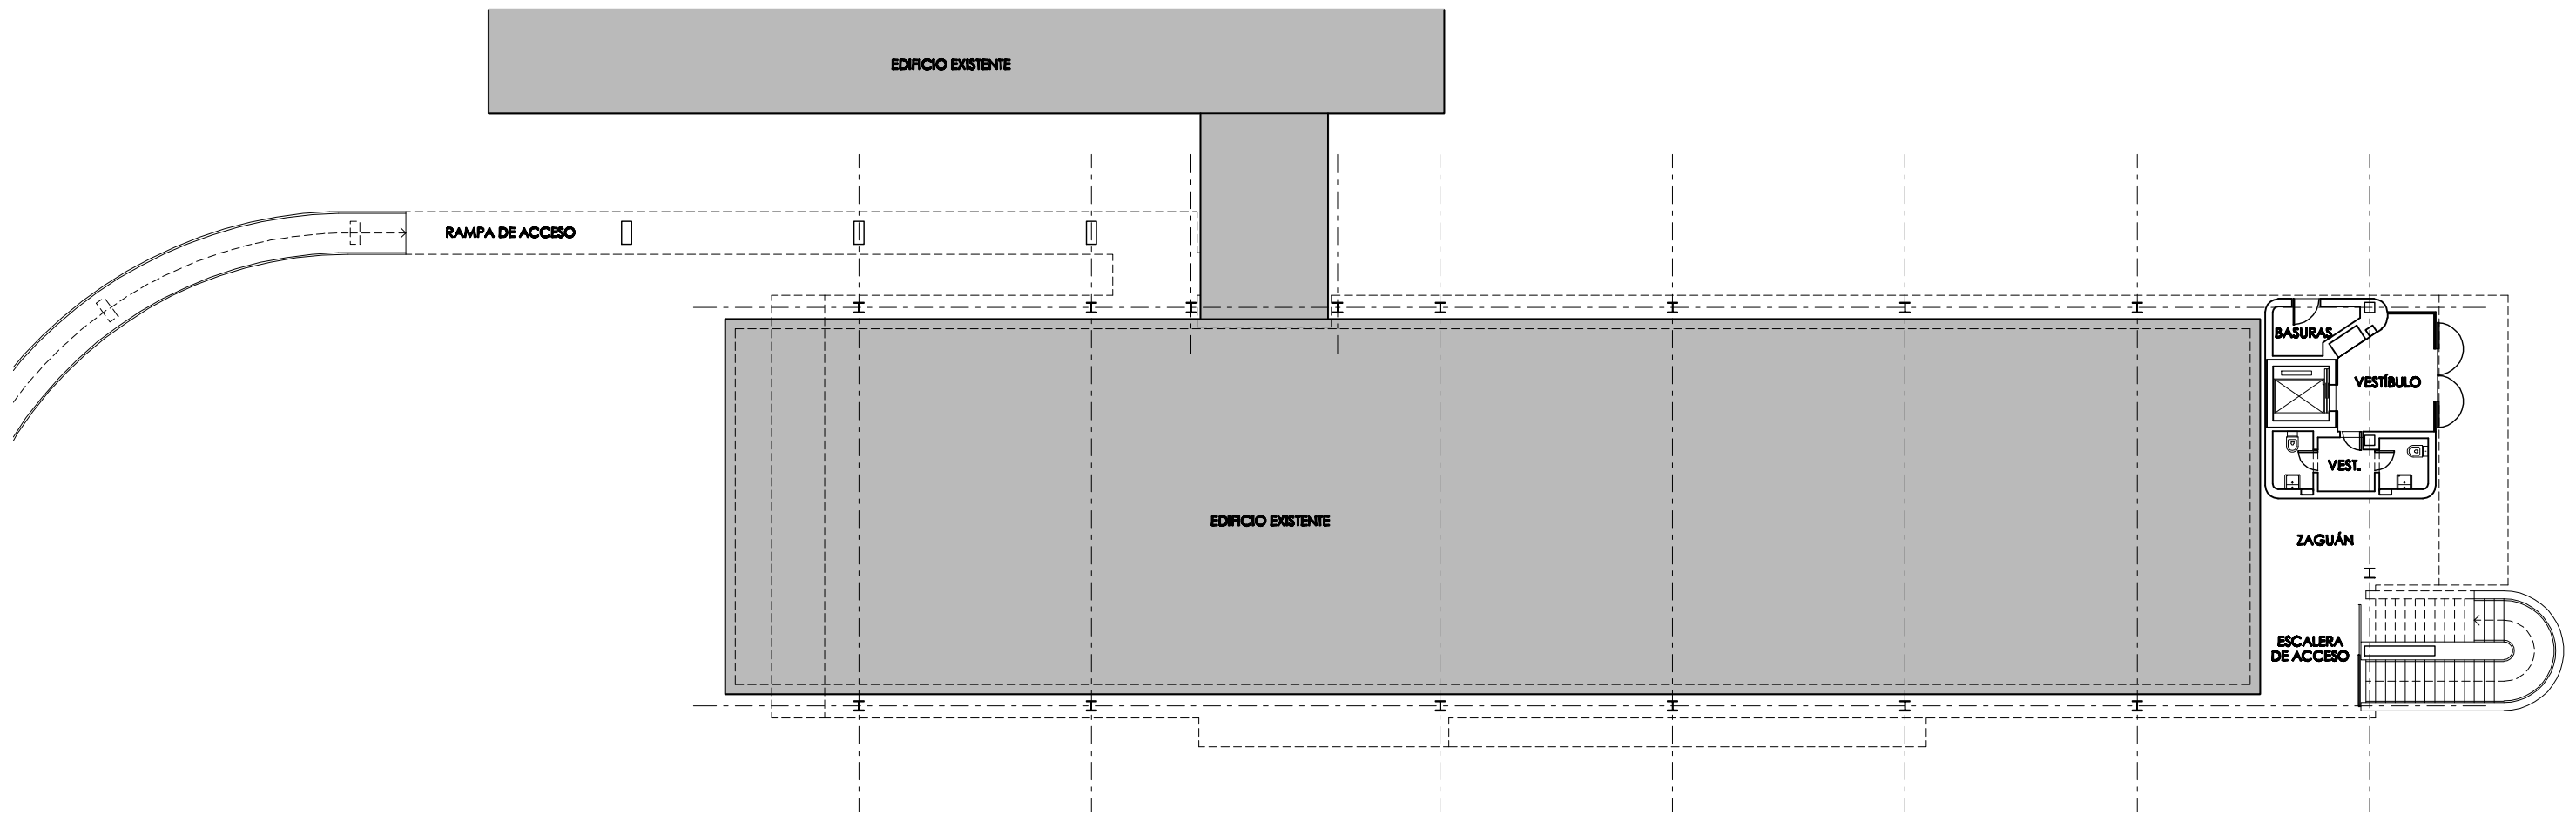 EDIFICIO EXISTENTE
RAMPA DE ACCESO
BASURAS
VESTÍBULO
VEST.
EDIFICIO EXISTENTE
ZAGUÁN
ESCALERA
DE ACCESO